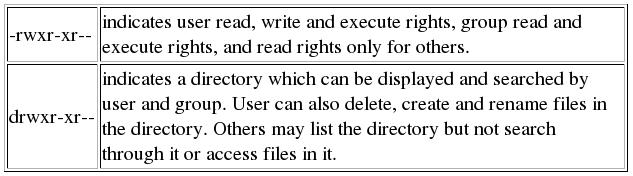 -rwxr-xr--
indicates user read, write and execute rights, group read and
execute rights, and read rights only for others.
drwxr-xr--
indicates a directory which can be displayed and searched by
user and group. User can also delete, create and rename files in
the directory. Others may list the directory but not search
through it or access files in it.